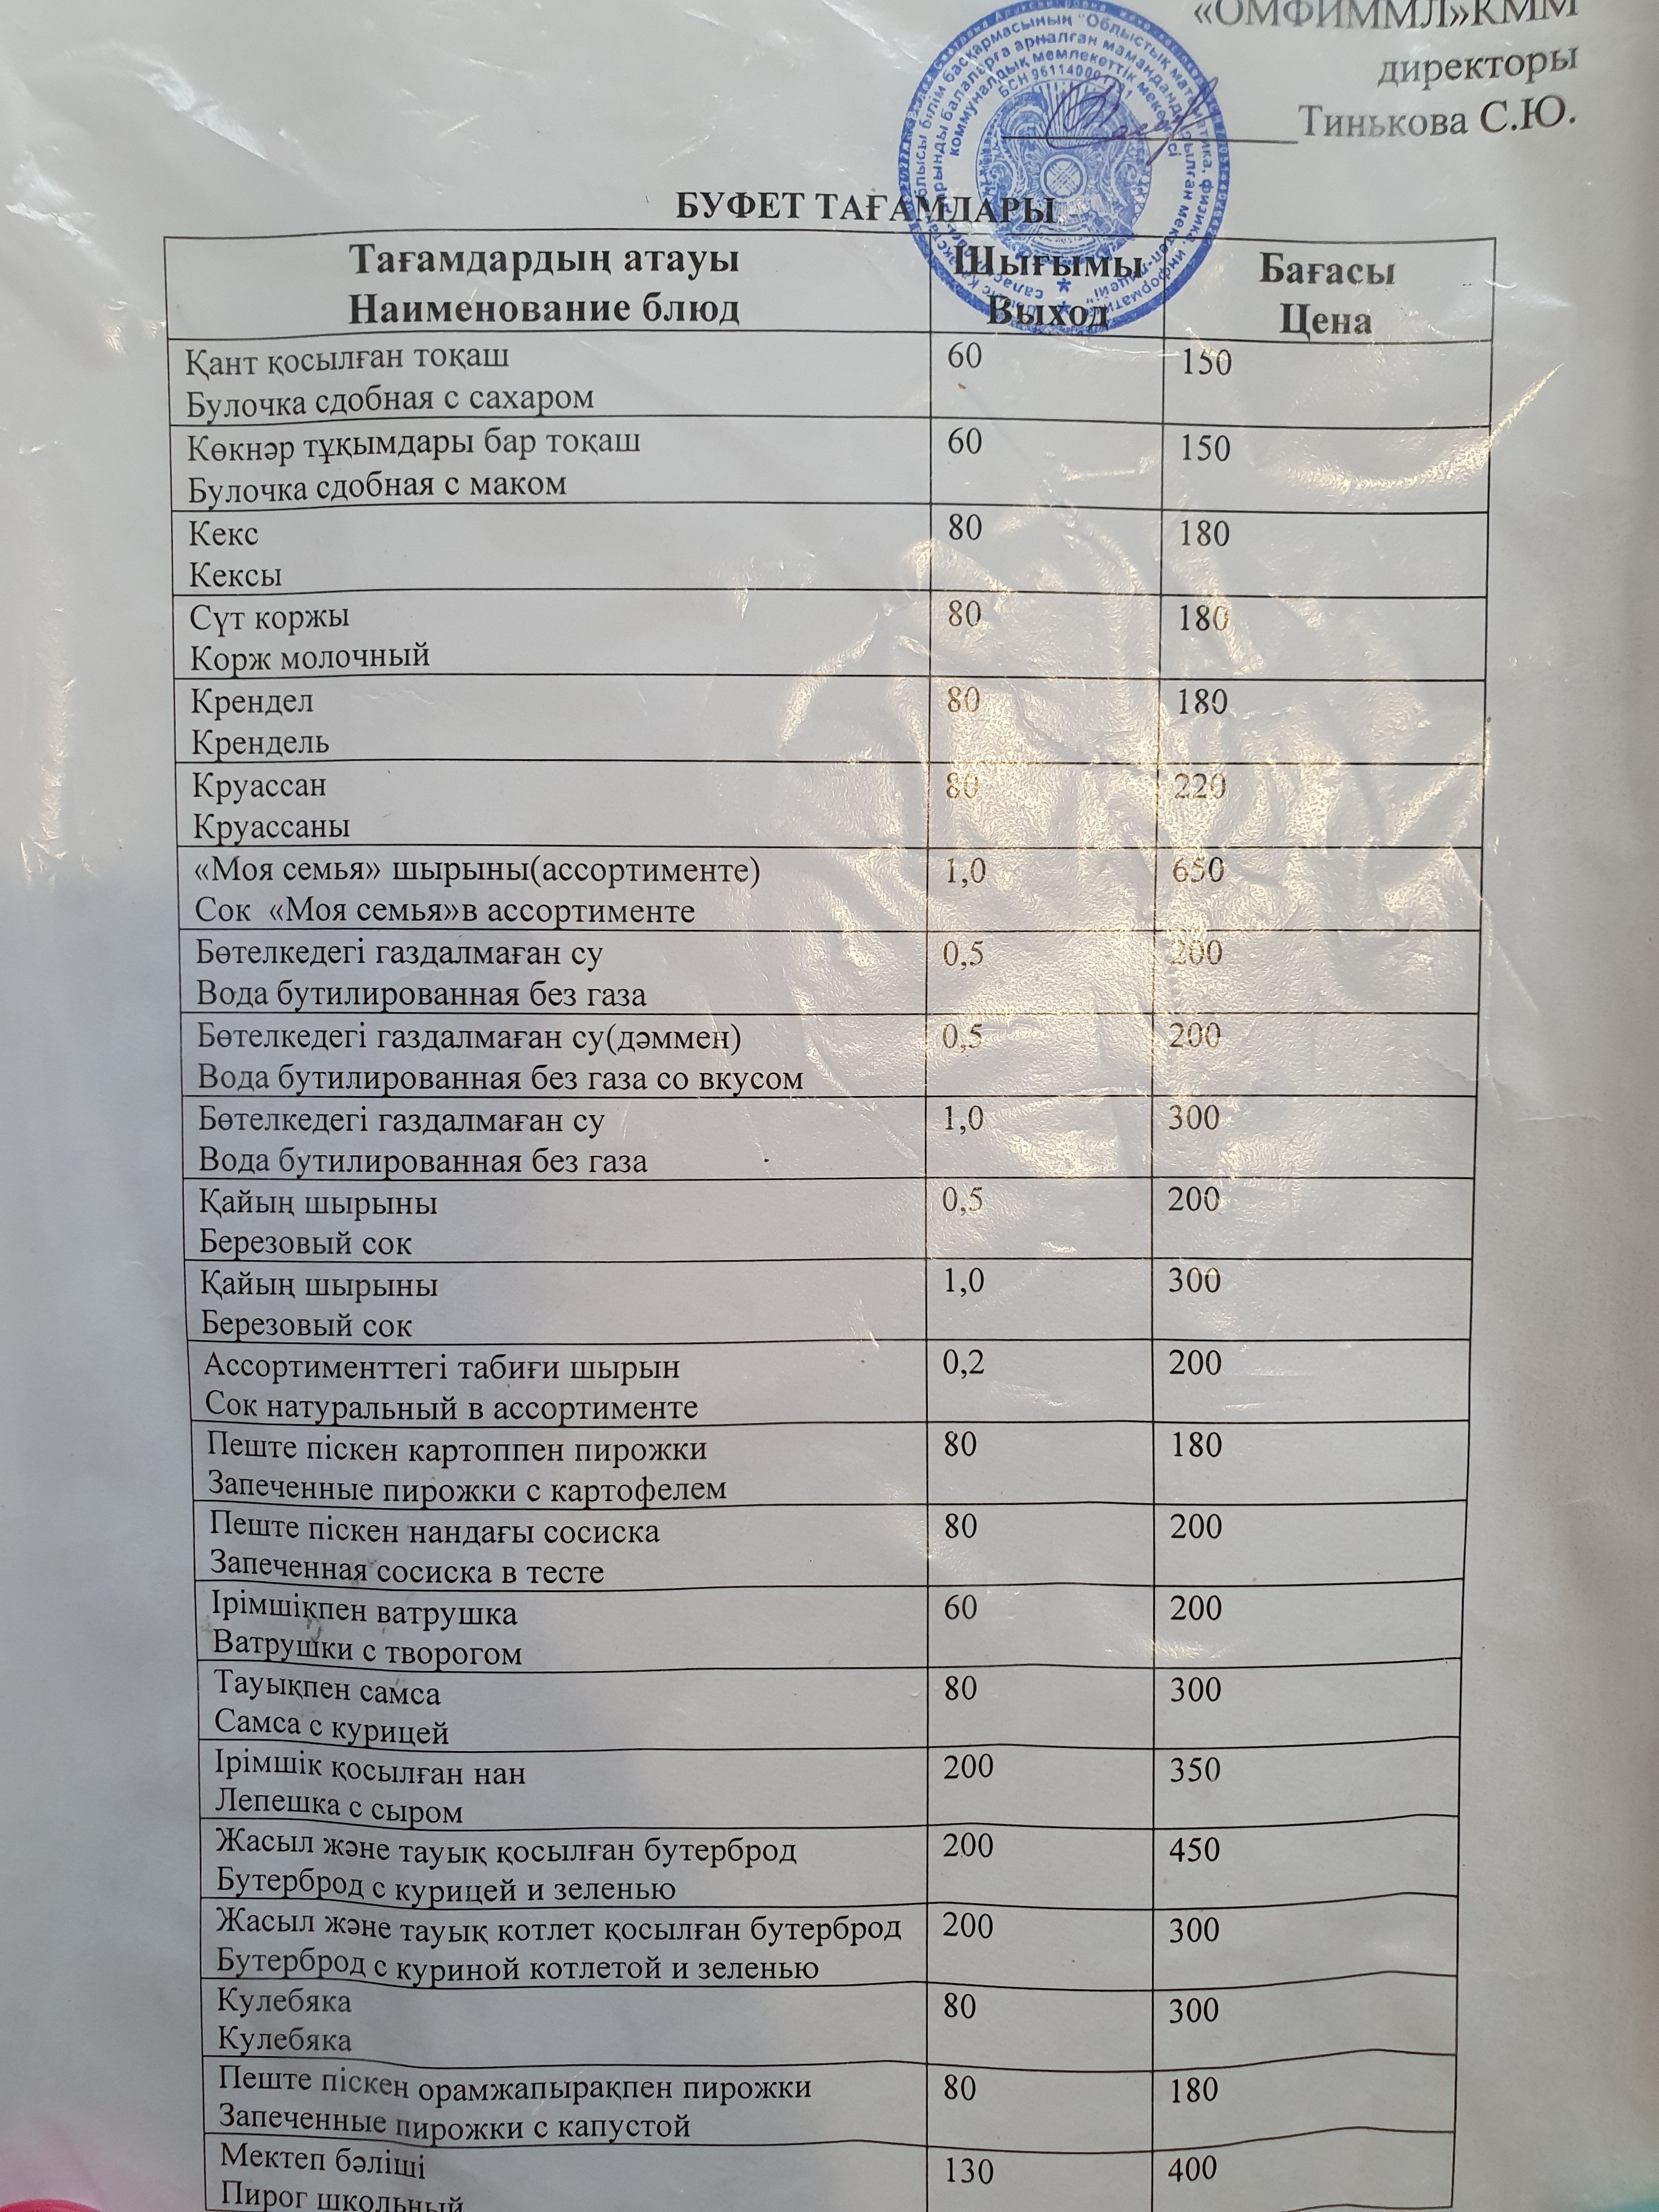 «ОМФИММЛ»КММ
директоры
Тинькова С.Ю.
БУФЕТ ТАҒАМДАРЫ
Тағамдардың атауы
Наименование блюд
Шығымы
Выход
Бағасы
Цена
Қант қосылған тоқаш
Булочка сдобная с сахаром
60
150
Көкнәр тұқымдары бар тоқаш
Булочка сдобная с маком
60
150
Кекс
Кексы
80
180
Сүт коржы
Корж молочный
80
180
Крендел
Крендель
80
180
Круассан
Круассаны
80
220
«Моя семья» шырыны(ассортименте)
Сок «Моя семья»в ассортименте
1,0
650
Бөтелкедегі газдалмаған су
Вода бутилированная без газа
0,5
200
Бөтелкедегі газдалмаған су(дәммен)
Вода бутилированная без газа со вкусом
0,5
200
Бөтелкедегі газдалмаған су
Вода бутилированная без газа
1,0
300
Қайың шырыны
Березовый сок
0,5
200
Қайың шырыны
Березовый сок
1,0
300
Ассортименттегі табиғи шырын
Сок натуральный в ассортименте
0,2
200
Пеште піскен картоппен пирожки
Запеченные пирожки с картофелем
80
180
Пеште піскен нандағы сосиска
Запеченная сосиска в тесте
80
200
Ірімшікпен ватрушка
Ватрушки с творогом
60
200
Тауықпен самса
Самса с курицей
80
300
Ірімшік қосылған нан
Лепешка с сыром
200
350
Жасыл және тауық қосылған бутерброд
Бутерброд с курицей и зеленью
200
450
Жасыл және тауық котлет қосылған бутерброд
Бутерброд с куриной котлетой и зеленью
200
300
Кулебяка
Кулебяка
80
300
Пеште піскен орамжапырақпен пирожки
Запеченные пирожки с капустой
80
180
Мектеп бәліші
Пирог школьный
130
400